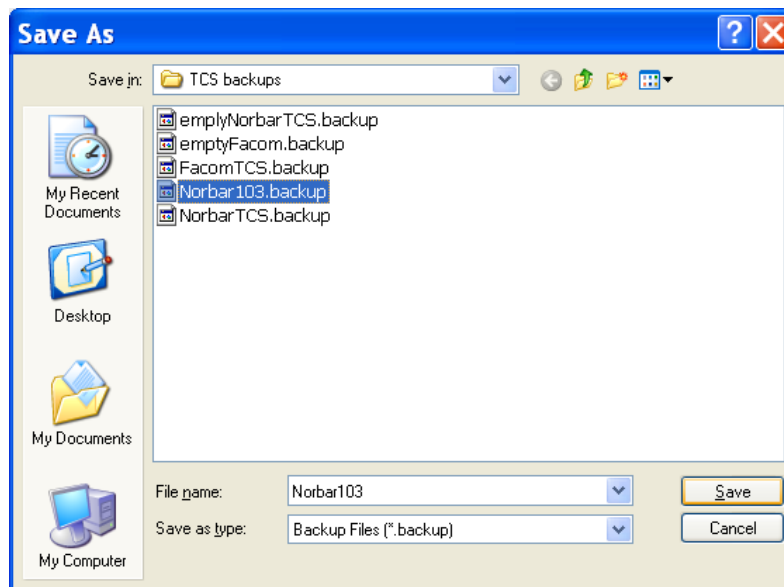 Save As
Save in:
TCS backups
emplyNorbarTCS.backup
emptyFacom.backup
FacomTCS.backup
Norbar103.backup
NorbarTCS.backup
My Recent
Documents
Desktop
My Documents
My Computer
File name:
Norbar103
Save
Save as type:
Backup Files (*.backup)
Cancel